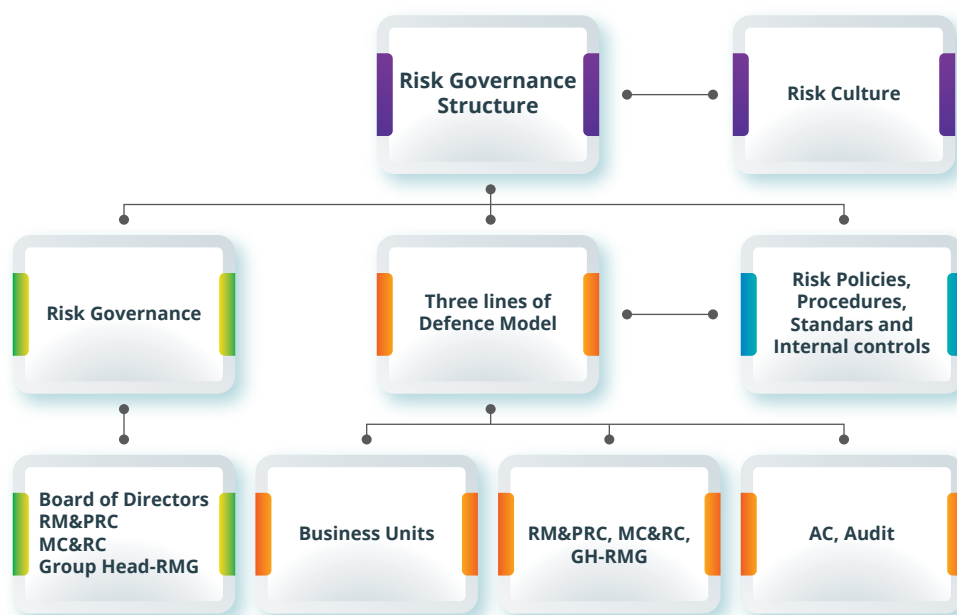 Risk Governance
Structure
Risk Culture
Risk Governance
Three lines of
Defence Model
Risk Policies,
Procedures,
Standars and
Internal controls
Board of Directors
RM&PRC
MC&RC
Group Head-RMG
Business Units
RM&PRC, MC&RC,
GH-RMG
AC, Audit